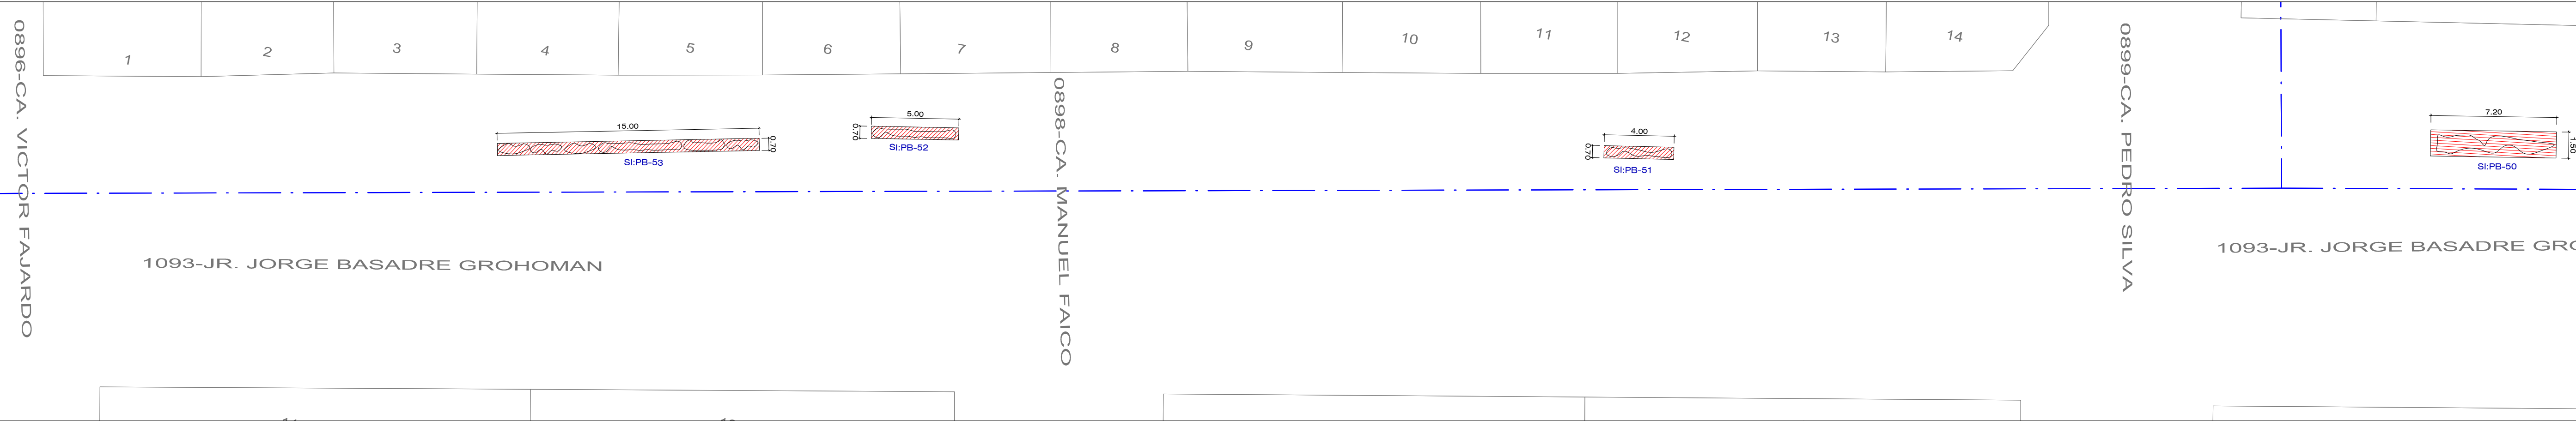 0896-CA. VICTOR FAJARDO
1
2
3
4
5
6
7
8
9
10
11
12
13
14
0898-CA. MANUEL FAICO
0899-CA. PEDRO SILVA
15.00
0.70
SI:PB-53
5.00
0.70
SI:PB-52
4.00
0.70
SI:PB-51
7.20
1.50
SI:PB-50
1093-JR. JORGE BASADRE GROHOMAN
1093-JR. JORGE BASADRE GRO